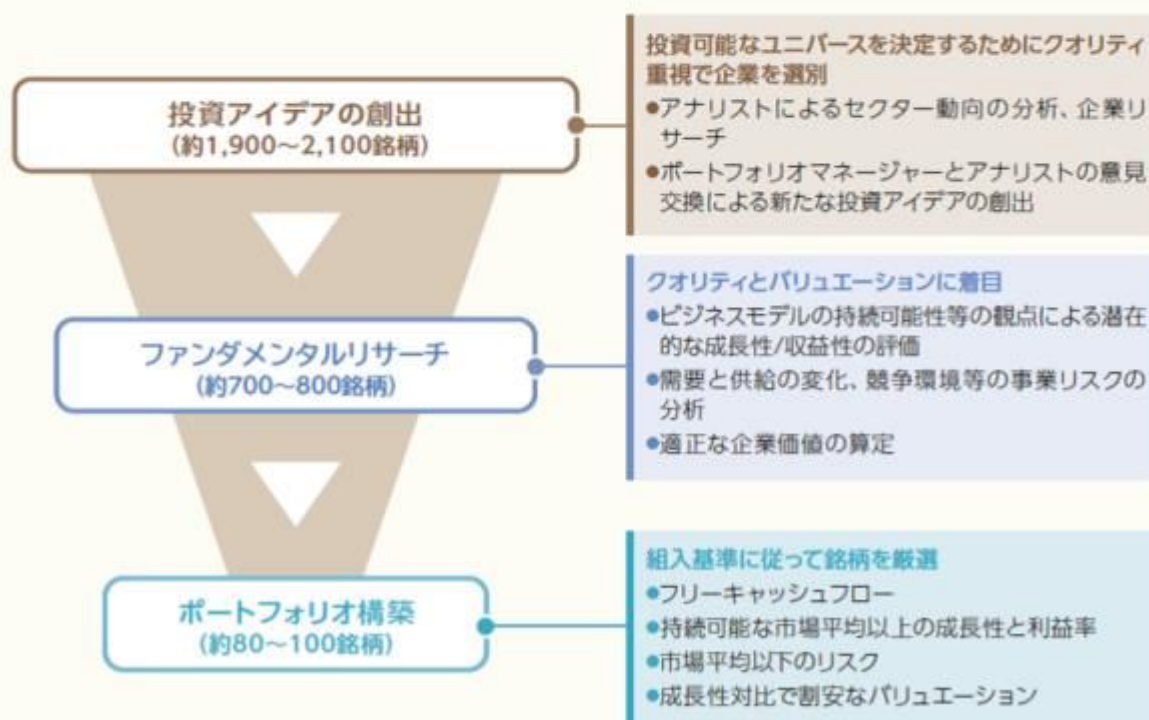 投資アイデアの創出
(約1,900～2,100銘柄)
投資可能なユニバースを決定するためにクオリティ
重視で企業を選別
●アナリストによるセクター動向の分析、企業リ
サーチ
●ポートフォリオマネージャーとアナリストの意見
交換による新たな投資アイデアの創出
ファンダメンタルリサーチ
(約700～800銘柄)
クオリティとバリュエーションに着目
●ビジネスモデルの持続可能性等の観点による潜在
的な成長性/収益性の評価
●需要と供給の変化、競争環境等の事業リスクの
分析
●適正な企業価値の算定
ポートフォリオ構築
(約80～100銘柄)
組入基準に従って銘柄を厳選
●フリーキャッシュフロー
●持続可能な市場平均以上の成長性と利益率
●市場平均以下のリスク
●成長性対比で割安なバリュエーション